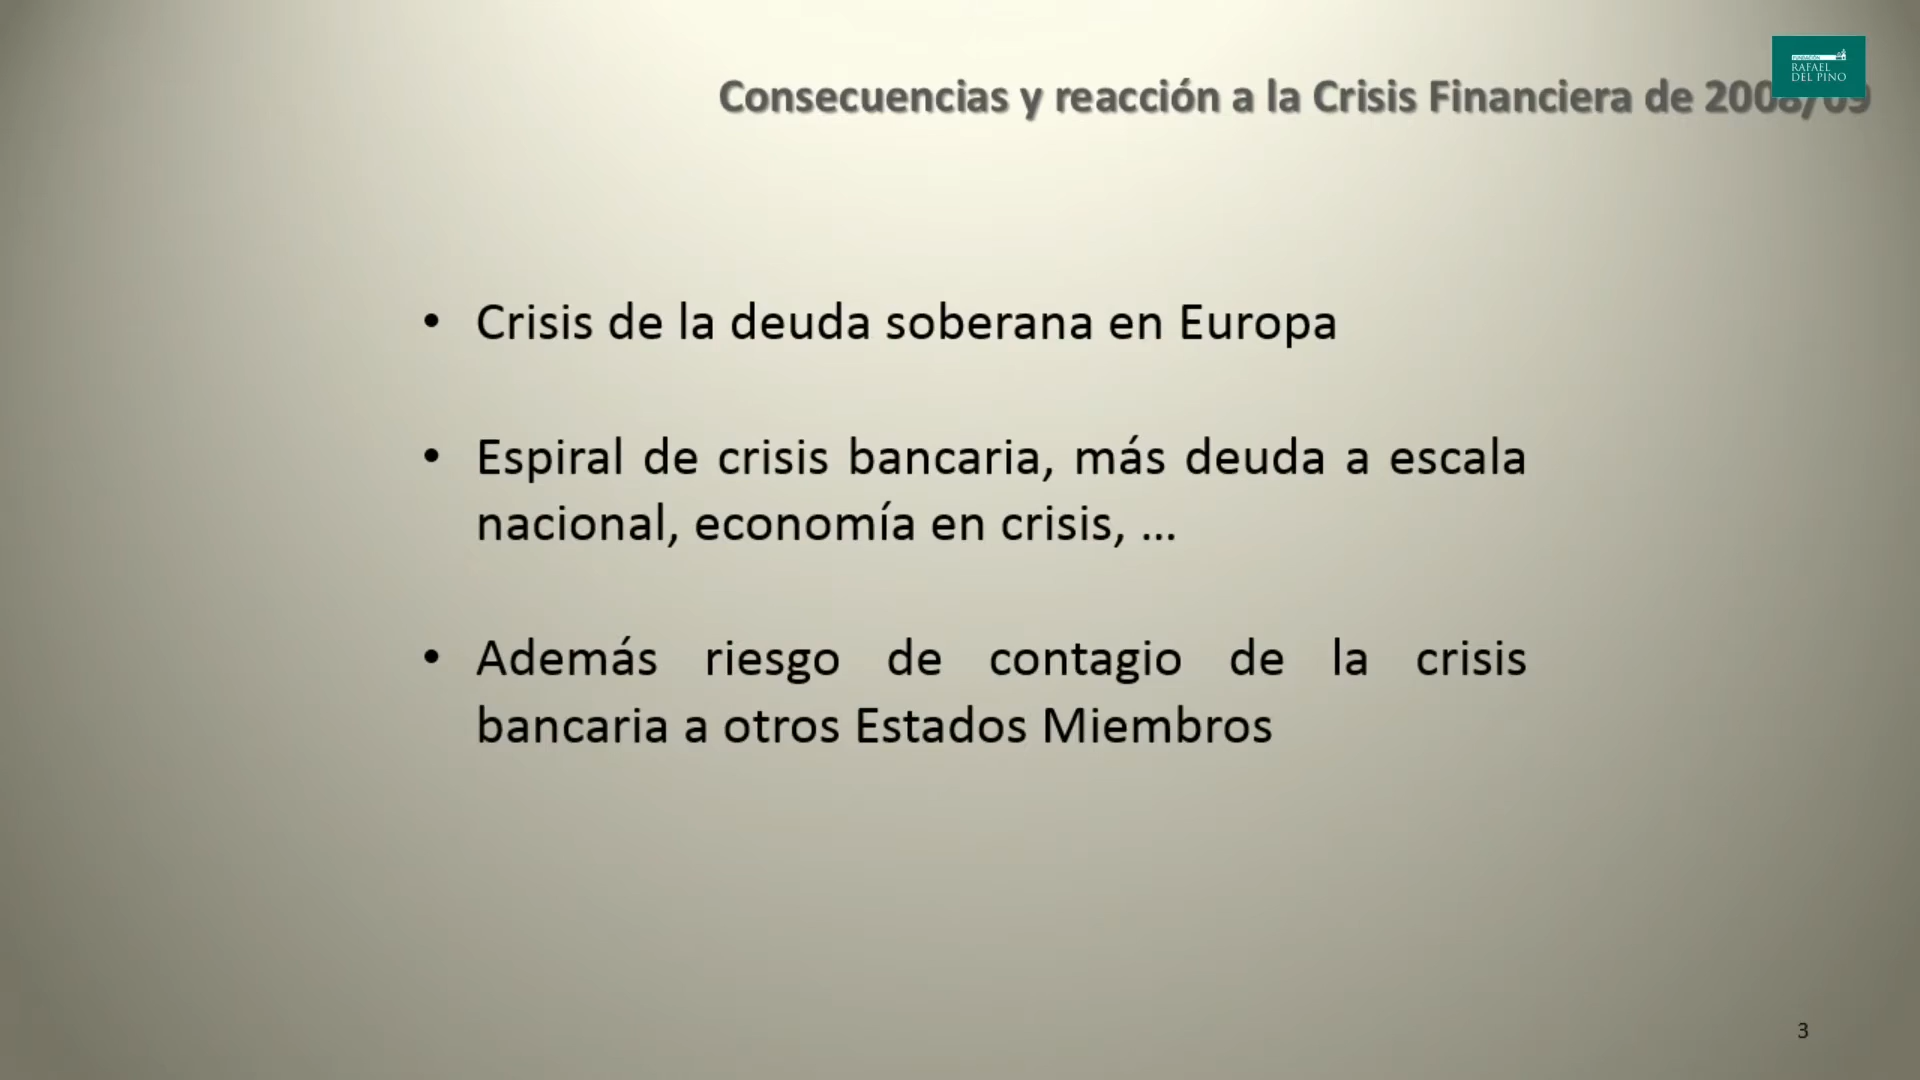 FUNDACIÓN
RAFAEL
DEL PINO
Consecuencias y reacción a la Crisis Financiera de 2008/09
• Crisis de la deuda soberana en Europa
• Espiral de crisis bancaria, más deuda a escala
nacional, economía en crisis, ...
• Además riesgo de contagio de la crisis
bancaria a otros Estados Miembros
3